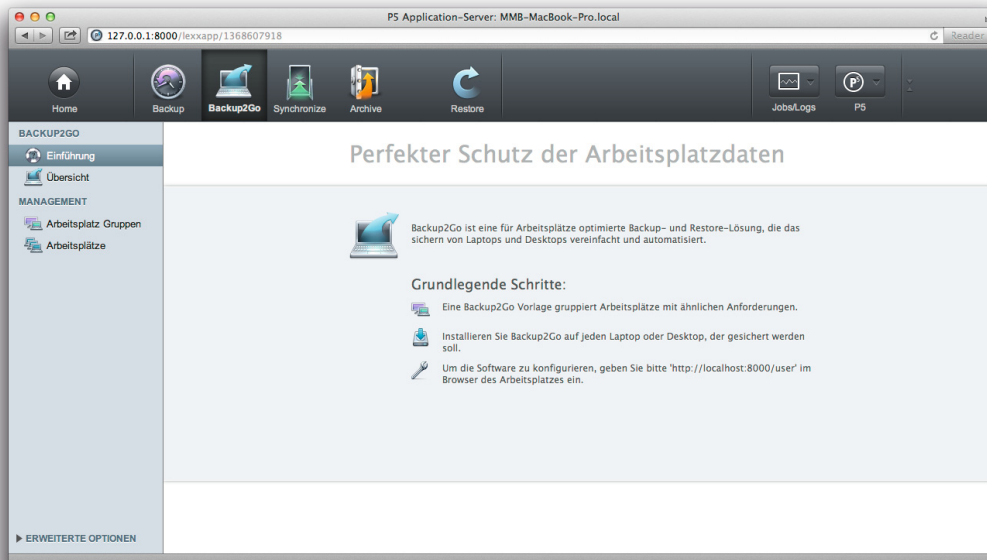 P5 Application-Server: MMB-MacBook-Pro.local
127.0.0.1:8000/lexxapp/1368607918
Reader
Home
Backup
Backup2Go
Synchronize
Archive
Restore
Jobs/Logs
P5
BACKUP2GO
Einführung
Übersicht
MANAGEMENT
Arbeitsplatz Gruppen
Arbeitsplätze
ERWEITERTE OPTIONEN
Perfekter Schutz der Arbeitsplatzdaten
Backup2Go ist eine für Arbeitsplätze optimierte Backup- und Restore-Lösung, die das
sichern von Laptops und Desktops vereinfacht und automatisiert.
Grundlegende Schritte:
Eine Backup2Go Vorlage gruppiert Arbeitsplätze mit ähnlichen Anforderungen.
Installieren Sie Backup2Go auf jeden Laptop oder Desktop, der gesichert werden
soll.
Um die Software zu konfigurieren, geben Sie bitte 'http://localhost:8000/user' im
Browser des Arbeitsplatzes ein.